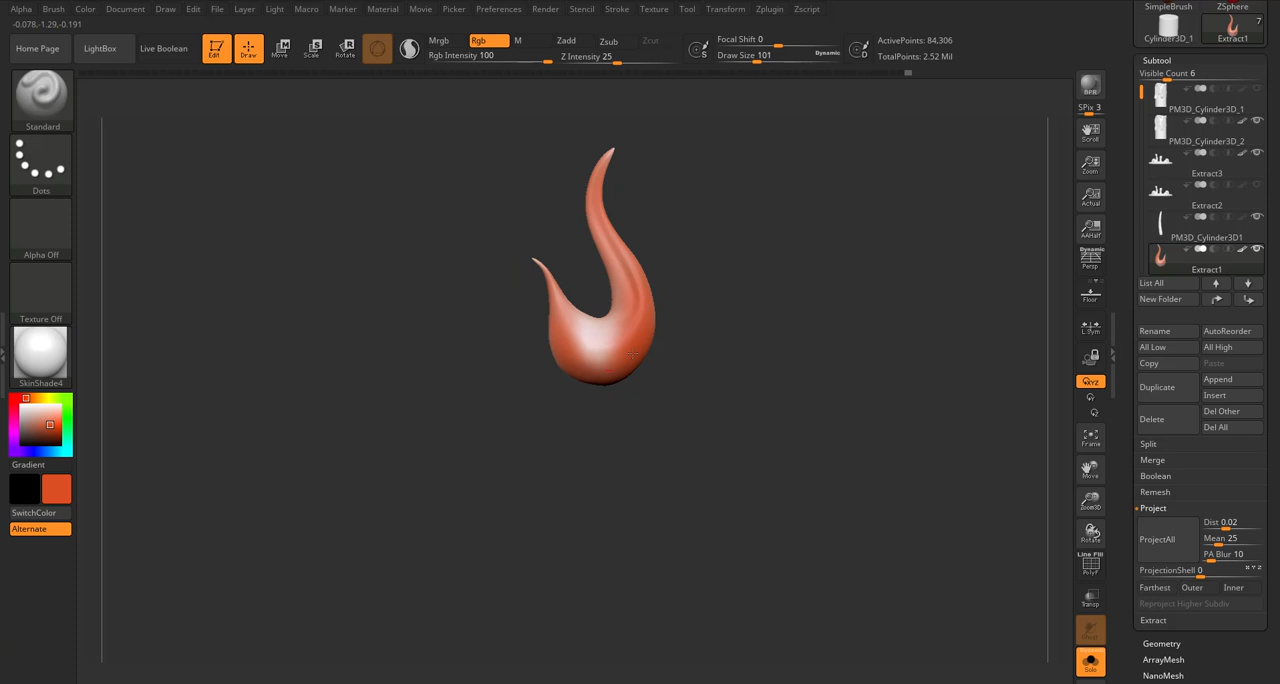 Alpha Brush Color Document Draw Edit File Layer Light Macro Marker Material Movie Picker Preferences Render Stencil Stroke Texture Tool Transform Zplugin Zscript
-0.078,-1.29,-0.191
Home Page
LightBox
Live Boolean
Edit
Draw
Move
Scale
Rotate
Mrgb Rgb M
Rgb Intensity 100
Zadd Zsub Zcut
Z Intensity 25
S
Focal Shift 0
Draw Size 101 Dynamic
D
ActivePoints: 84,306
TotalPoints: 2.52 Mil
Standard
Dots
Alpha Off
Texture Off
SkinShade4
Gradient
SwitchColor
Alternate
BPR
SPix 3
Scroll
Zoom
Actual
AAHalf
Dynamic
Persp
Floor
L.Sym
XYZ
Frame
Move
Zoom3D
Rotate
Line Fill
PolyF
Transp
Ghost
Dynamic
Solo
SimpleBrush ZSphere
7
Cylinder3D_1 Extract1
Subtool
Visible Count 6
PM3D_Cylinder3D_1
PM3D_Cylinder3D_2
Extract3
Extract2
PM3D_Cylinder3D1
Extract1
List All
New Folder
Rename AutoReorder
All Low All High
Copy Paste
Duplicate Append
Insert
Delete Del Other
Del All
Split
Merge
Boolean
Remesh
Project
ProjectAll Dist 0.02
Mean 25
PA Blur 10
ProjectionShell 0 X Y Z
Farthest Outer Inner
Reproject Higher Subdiv
Extract
Geometry
ArrayMesh
NanoMesh